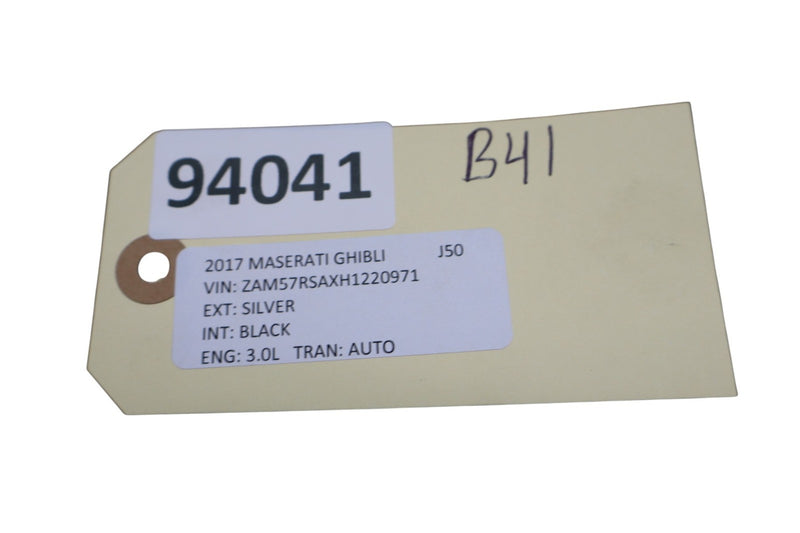 94041
B41
2017 MASERATI GHIBLI J50
VIN: ZAM57RSAXH1220971
EXT: SILVER
INT: BLACK
ENG: 3.0L TRAN: AUTO